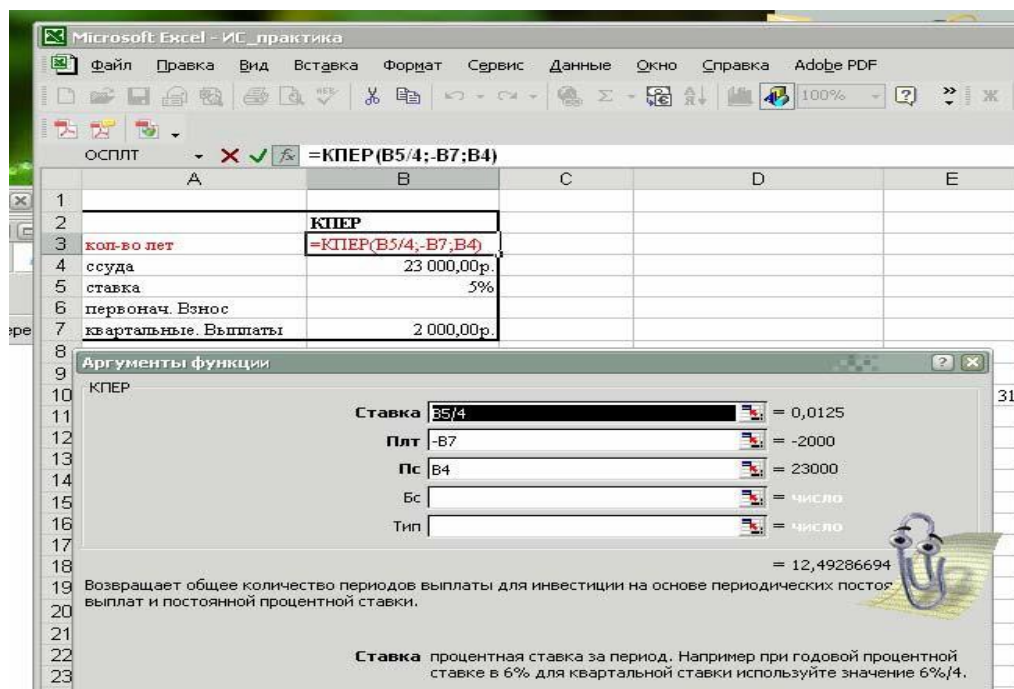 Microsoft Excel - ИС_практика
Файл Правка Вид Вставка Формат Сервис Данные Окно Справка Adobe PDF
100% Ж
ОСПЛТ =КПЕР(B5/4;-B7;B4)
A B C D E
1
2 КПЕР
3 кол-во лет =КПЕР(B5/4;-B7;B4)
4 ссуда 23 000,00р.
5 ставка 5%
6 первонач. Взнос
7 квартальные. Выплаты 2 000,00р.
8
Аргументы функции
9
10 КПЕР 31
11 Ставка B5/4 = 0,0125
12 Плт -B7 = -2000
13 Пс B4 = 23000
14
15 Бс = число
16 Тип = число
17
18 = 12,49286694
19 Возвращает общее количество периодов выплаты для инвестиции на основе периодических постоя
20 выплат и постоянной процентной ставки.
21
22 Ставка процентная ставка за период. Например при годовой процентной
23 ставке в 6% для квартальной ставки используйте значение 6%/4.